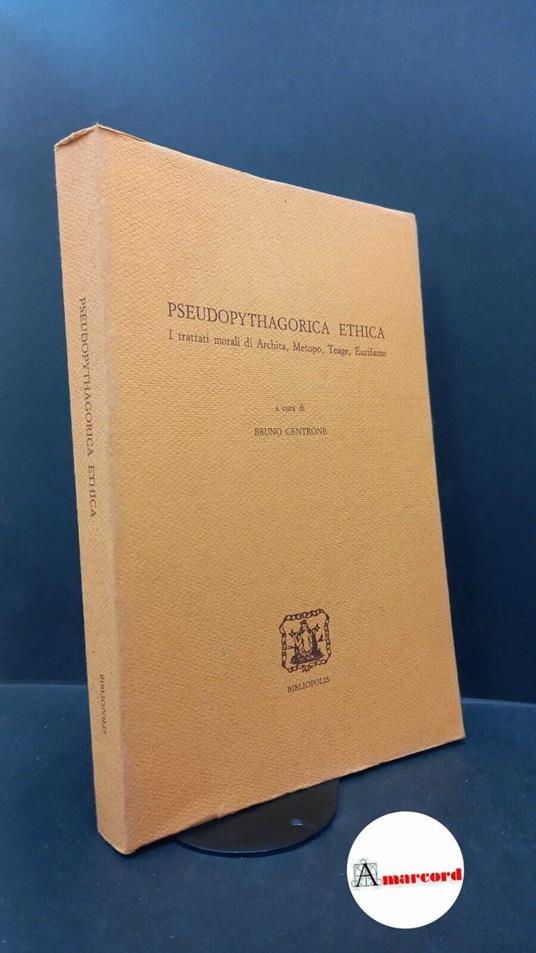 PSEUDOPYTHAGORICA ETHICA
I trattati morali di Archita, Metopo, Teage, Eurifamo
a cura di
BRUNO CENTRONE
BIBLIOPOLIS
PSEUDOPYTHAGORICA ETHICA
BIBLIOPOLIS
Amarcord